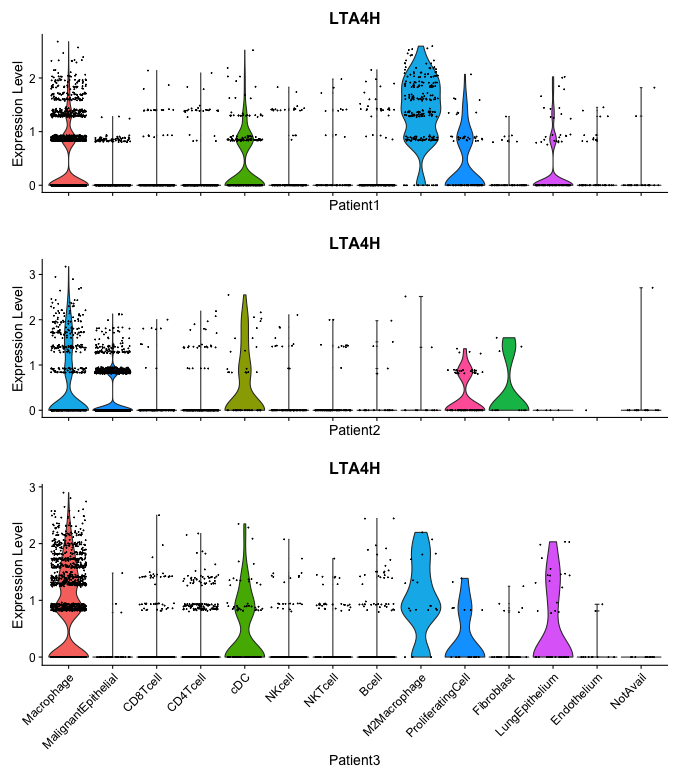 LTA4H
Expression Level
2
1
0
Patient1
LTA4H
Expression Level
3
2
1
0
Patient2
LTA4H
Expression Level
3
2
1
0
Macrophage
MalignantEpithelial
CD8Tcell
CD4Tcell
cDC
NKcell
NKTcell
Bcell
M2Macrophage
ProliferatingCell
Fibroblast
LungEpithelium
Endothelium
NotAvail
Patient3